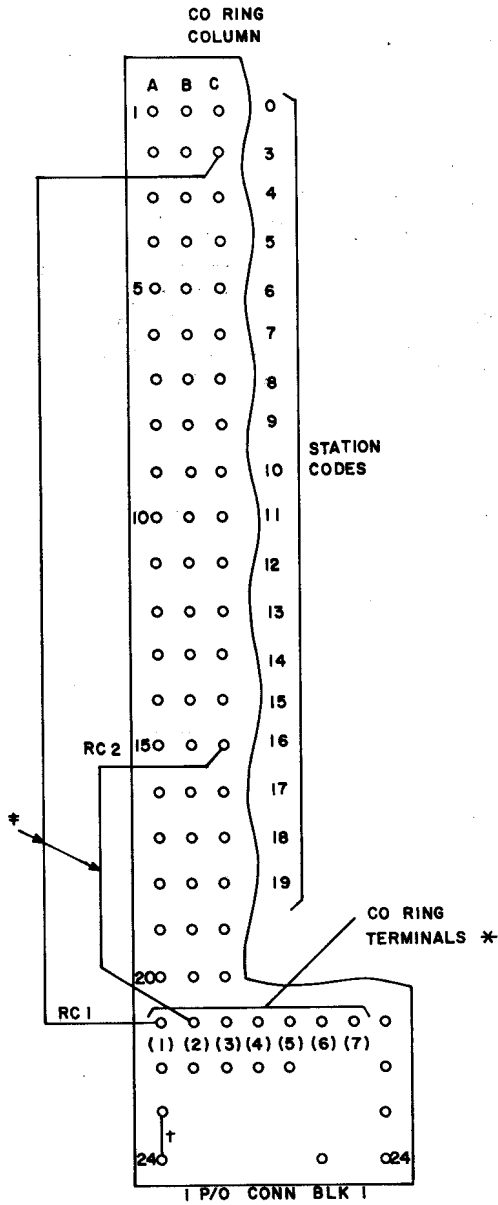 CO RING
COLUMN
A B C
1 0
3
4
5
5 6
7
8
9
10
STATION
CODES
10 11
12
13
14
15
RC 2 15 16
17
‡
18
19
CO RING
TERMINALS *
20
RC 1
(1) (2) (3) (4) (5) (6) (7)
†
24 24
1 P/O CONN BLK 1